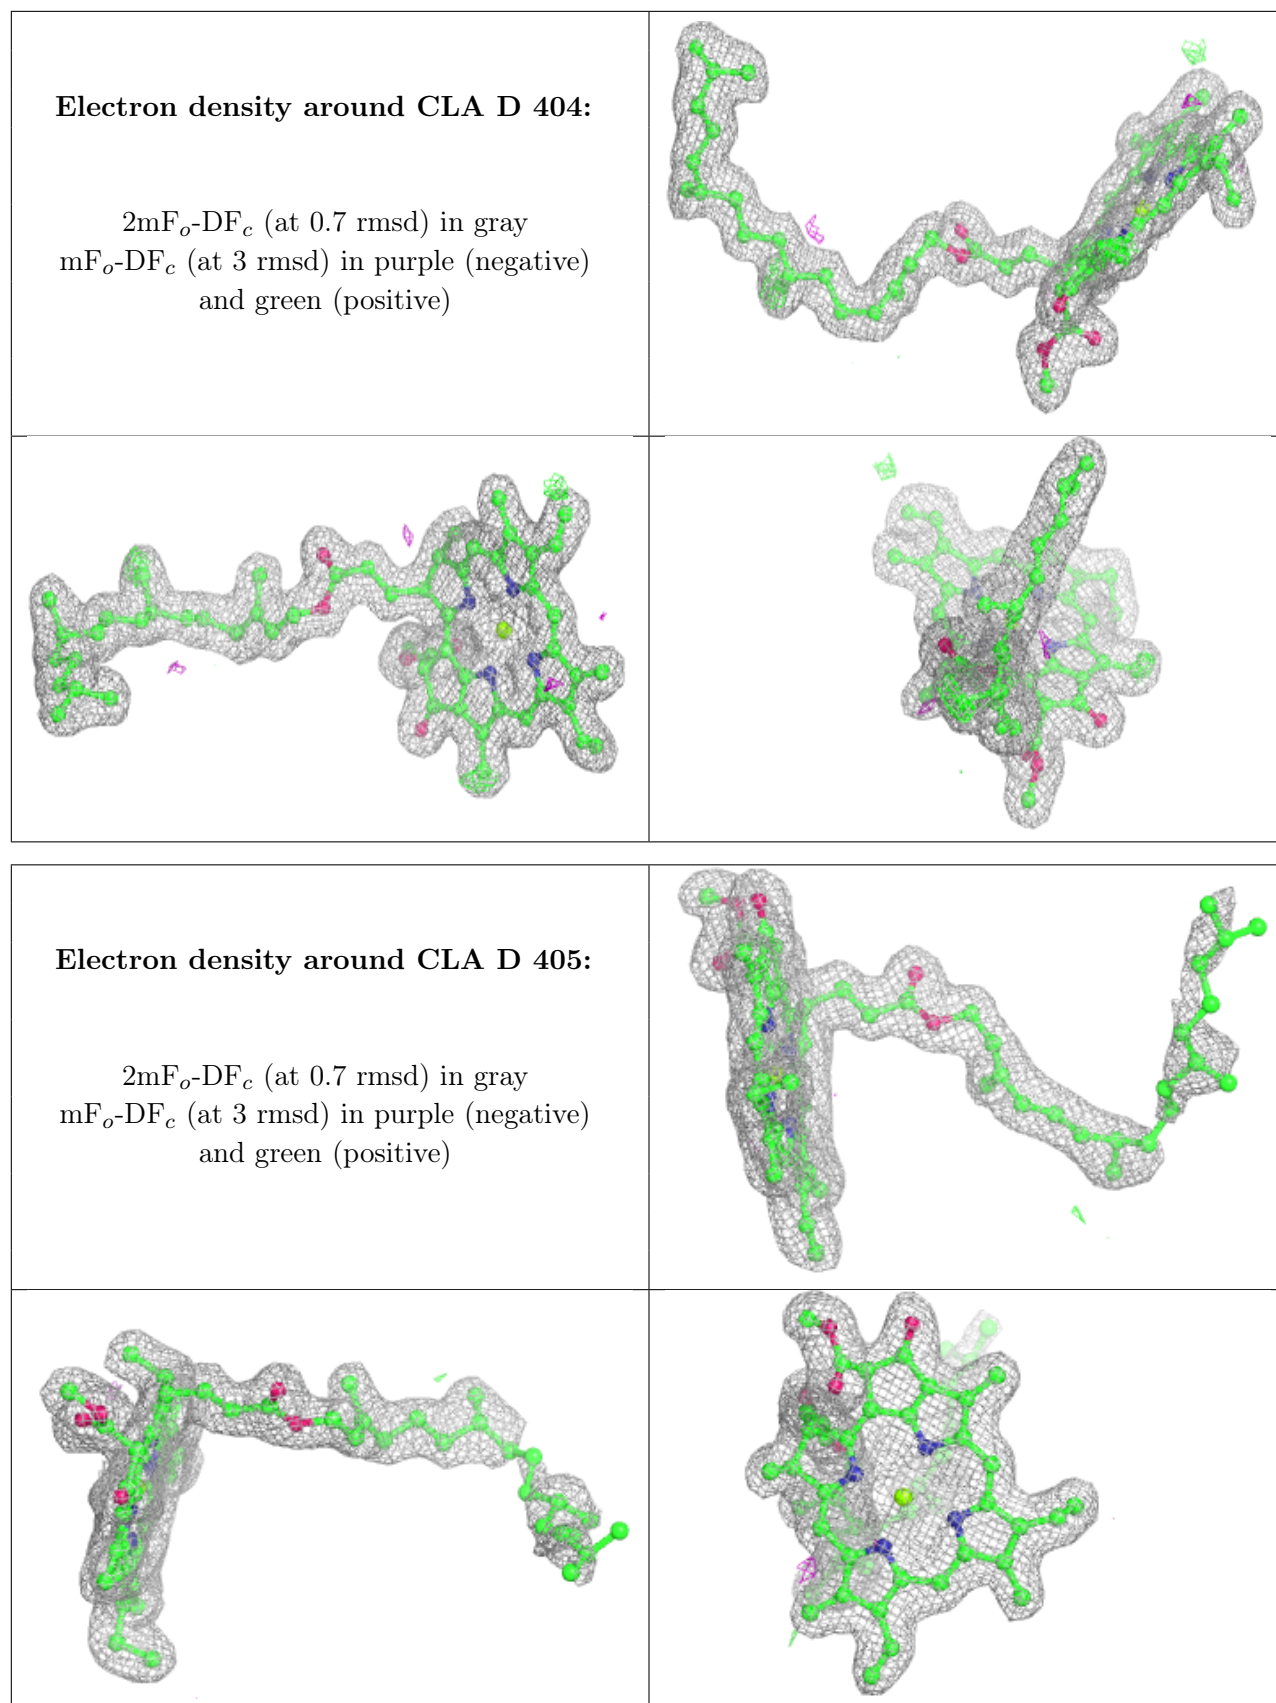 Electron density around CLA D 404:
2mFo-DFc (at 0.7 rmsd) in gray
mFo-DFc (at 3 rmsd) in purple (negative)
and green (positive)
Electron density around CLA D 405:
2mFo-DFc (at 0.7 rmsd) in gray
mFo-DFc (at 3 rmsd) in purple (negative)
and green (positive)